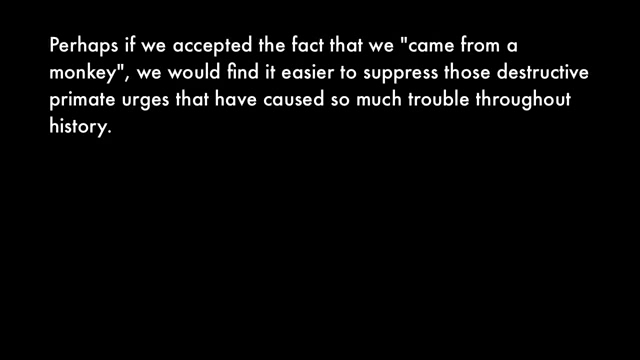 Perhaps if we accepted the fact that we "came from a
monkey", we would find it easier to suppress those destructive
primate urges that have caused so much trouble throughout
history.